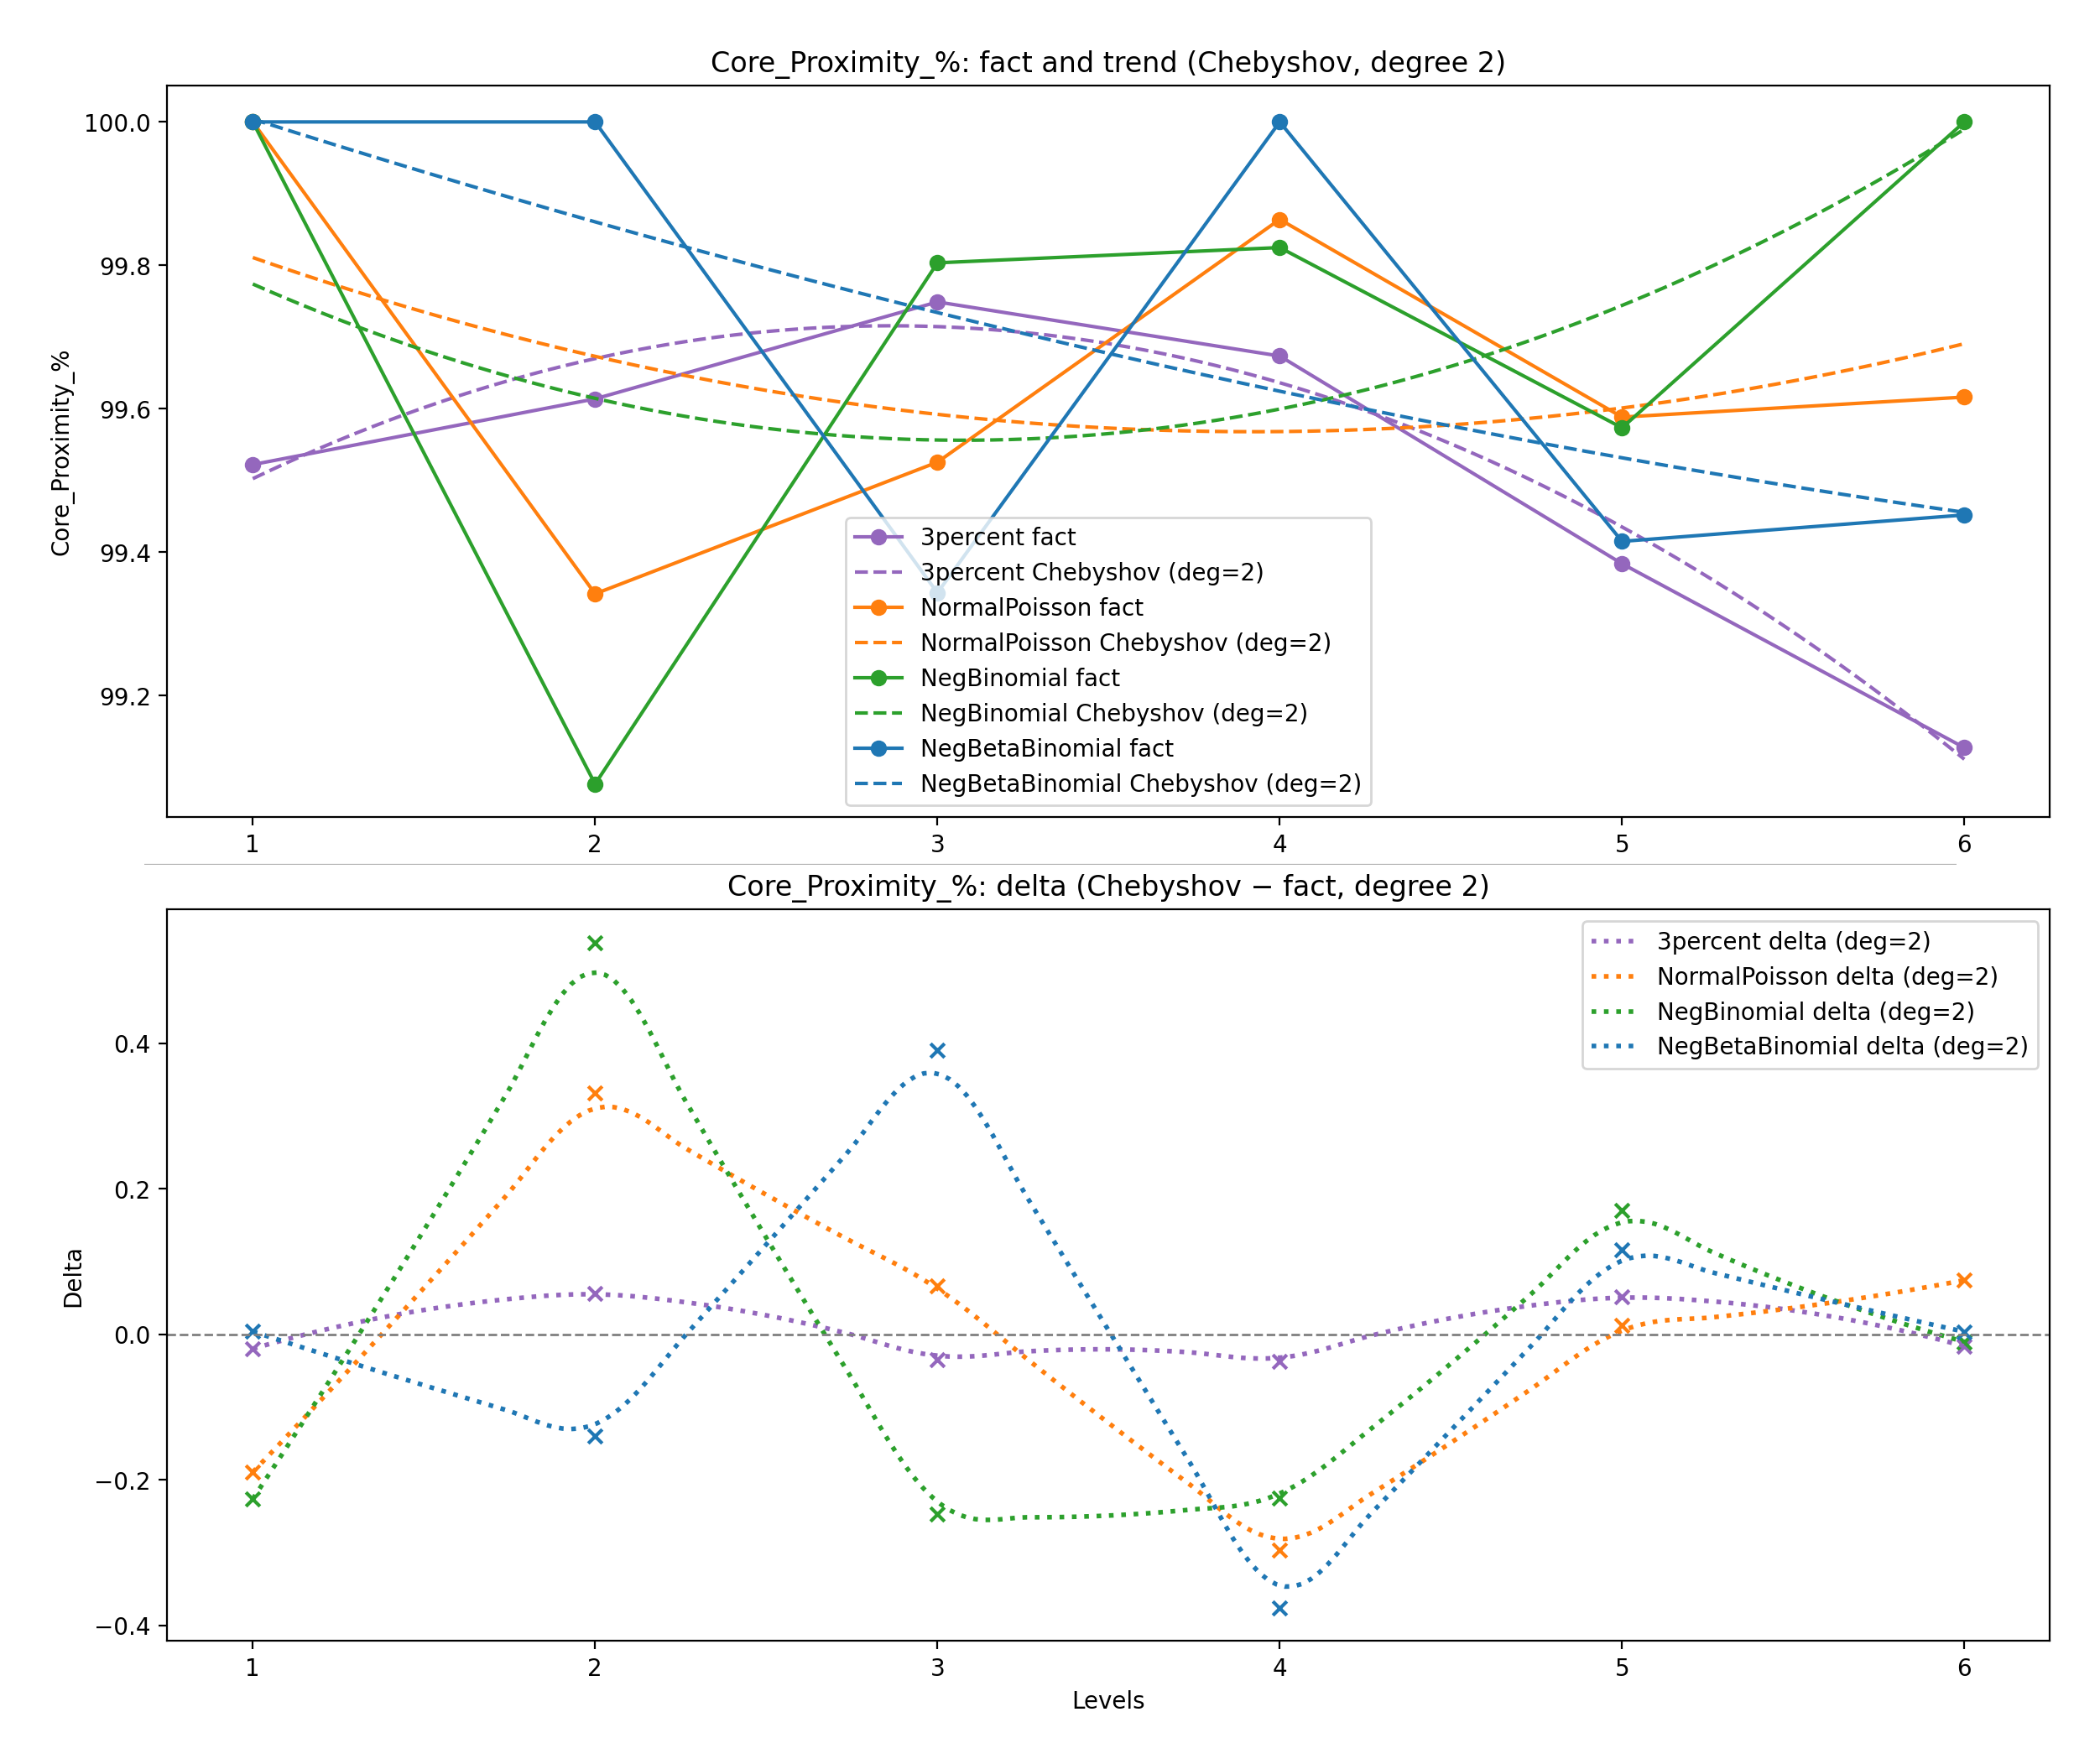 Core_Proximity_%: fact and trend (Chebyshov, degree 2)
Core_Proximity_%
100.0
99.8
99.6
99.4
99.2
3percent fact
3percent Chebyshov (deg=2)
NormalPoisson fact
NormalPoisson Chebyshov (deg=2)
NegBinomial fact
NegBinomial Chebyshov (deg=2)
NegBetaBinomial fact
NegBetaBinomial Chebyshov (deg=2)
1 2 3 4 5 6
Core_Proximity_%: delta (Chebyshov − fact, degree 2)
Delta
0.4
0.2
0.0
−0.2
−0.4
3percent delta (deg=2)
NormalPoisson delta (deg=2)
NegBinomial delta (deg=2)
NegBetaBinomial delta (deg=2)
1 2 3 4 5 6
Levels